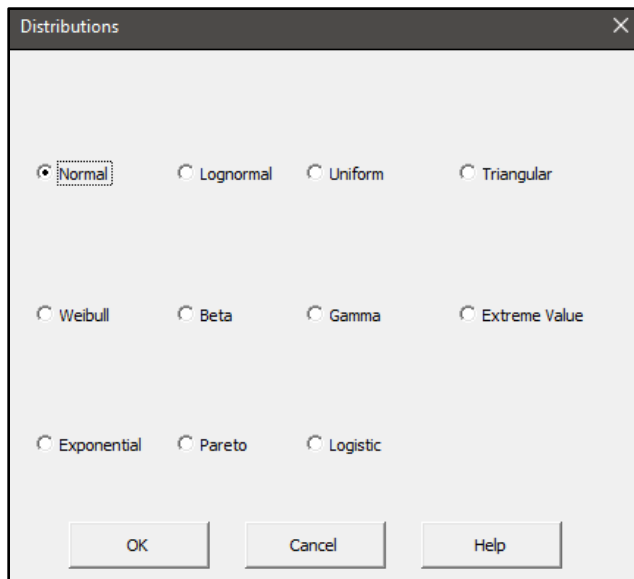 Distributions
Normal Lognormal Uniform Triangular
Weibull Beta Gamma Extreme Value
Exponential Pareto Logistic
OK Cancel Help